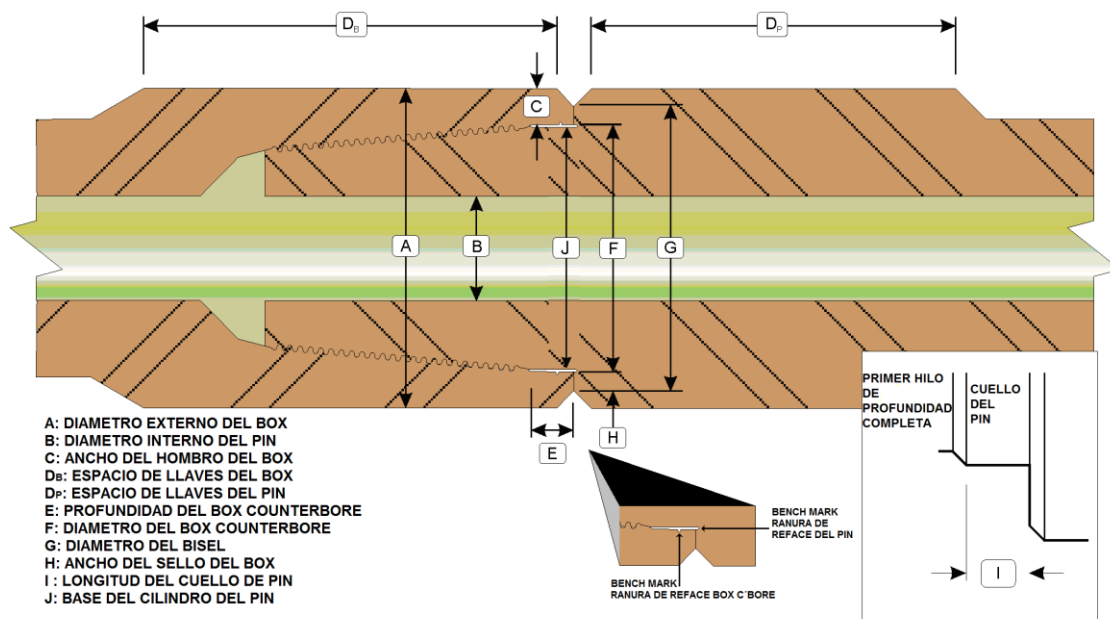 DB
DP
C
A
B
J
F
G
E
H
A: DIAMETRO EXTERNO DEL BOX
B: DIAMETRO INTERNO DEL PIN
C: ANCHO DEL HOMBRO DEL BOX
DB: ESPACIO DE LLAVES DEL BOX
DP: ESPACIO DE LLAVES DEL PIN
E: PROFUNDIDAD DEL BOX COUNTERBORE
F: DIAMETRO DEL BOX COUNTERBORE
G: DIAMETRO DEL BISEL
H: ANCHO DEL SELLO DEL BOX
I : LONGITUD DEL CUELLO DE PIN
J: BASE DEL CILINDRO DEL PIN
BENCH MARK
RANURA DE
REFACE DEL PIN
BENCH MARK
RANURA DE REFACE BOX C´BORE
PRIMER HILO
DE
PROFUNDIDAD
COMPLETA
CUELLO
DEL
PIN
I